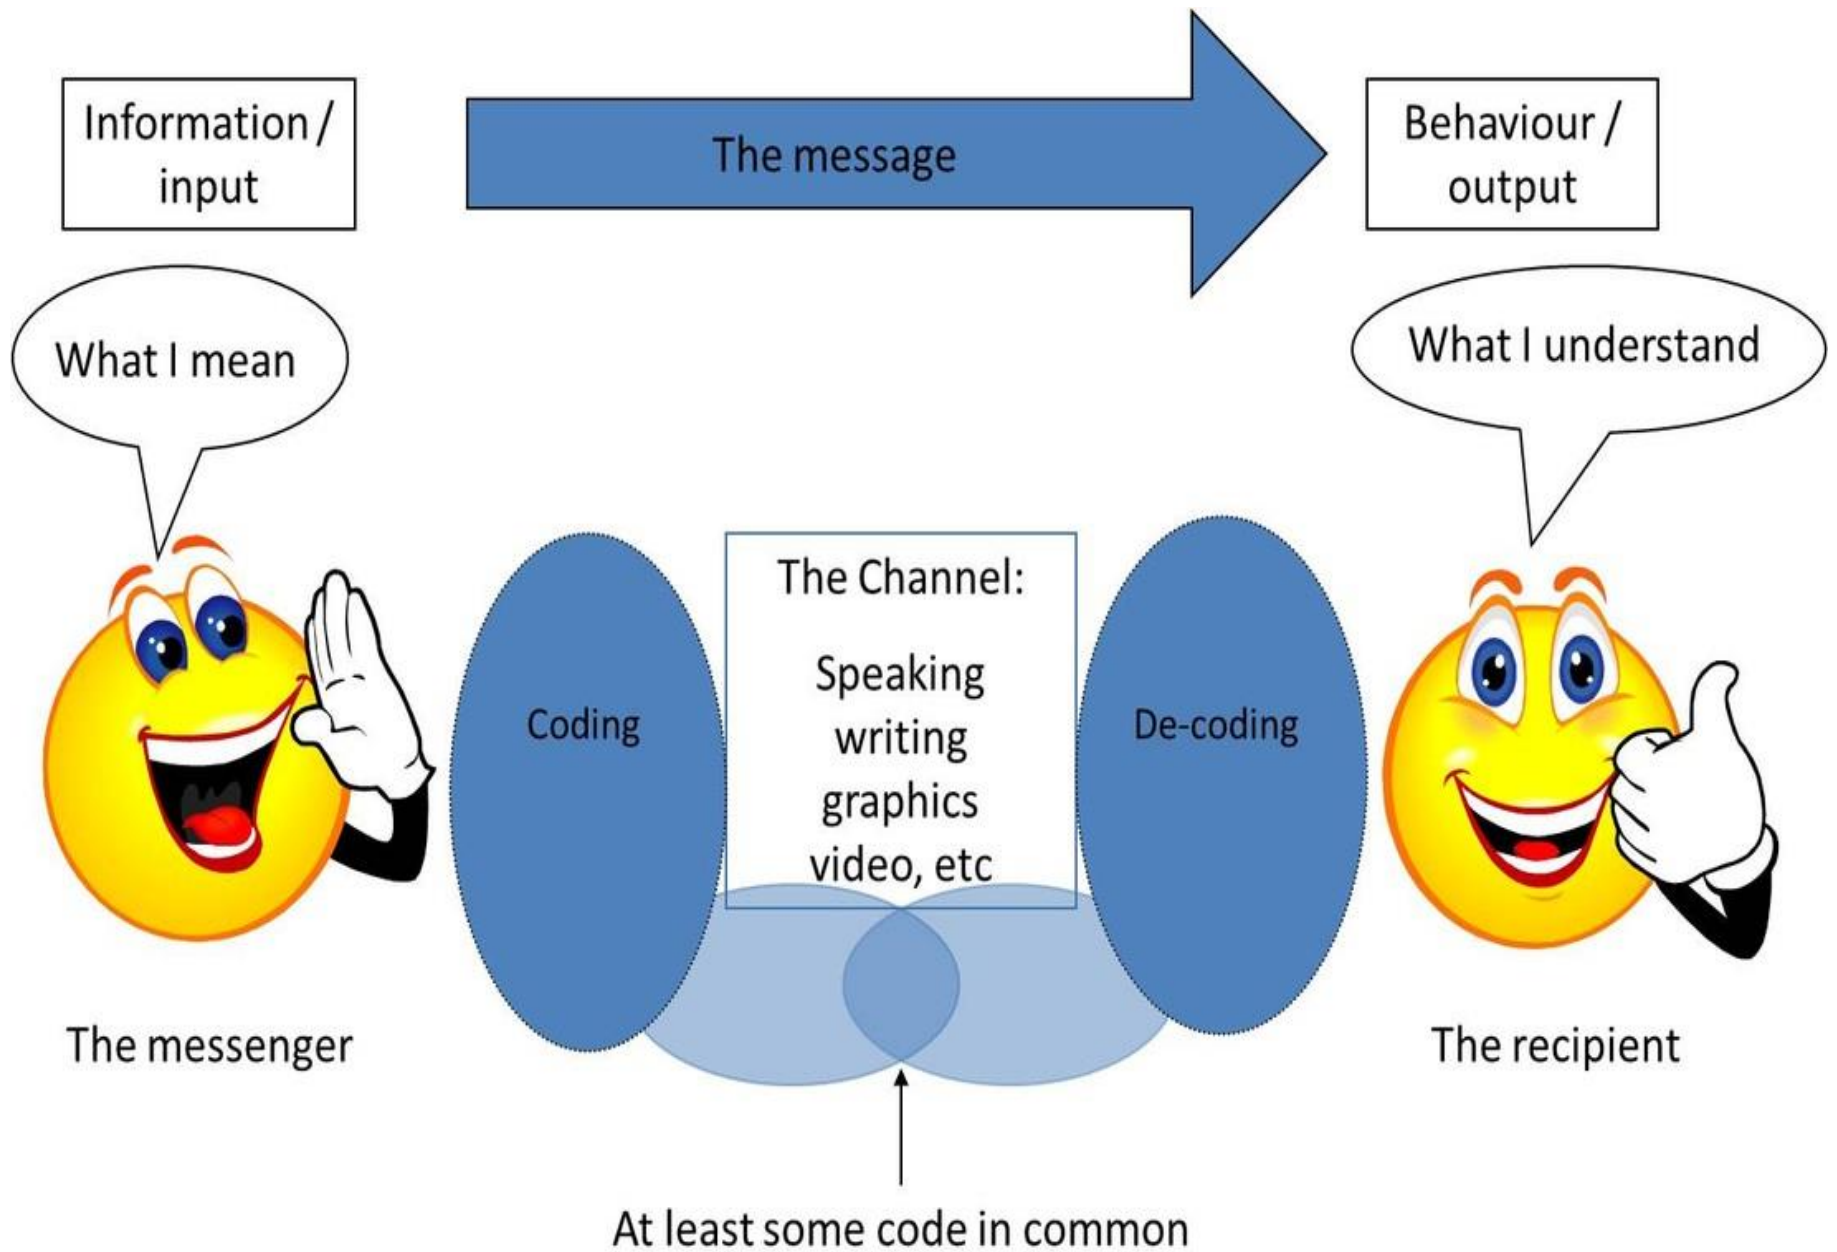 Information /
input
The message
Behaviour /
output
What I mean
What I understand
The Channel:
Speaking
writing
graphics
video, etc
Coding
De-coding
The messenger
The recipient
At least some code in common